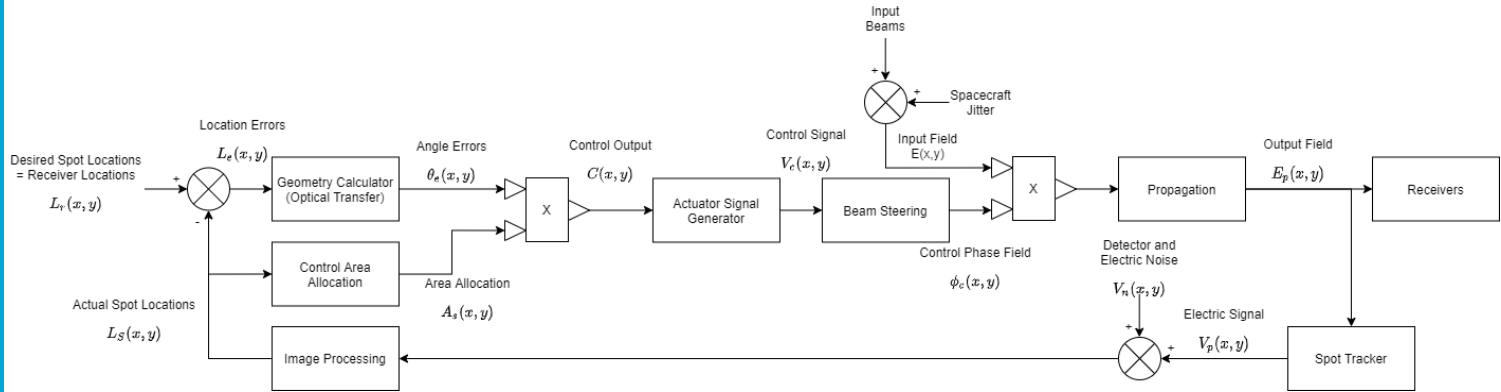 Input
Beams
+
+
Spacecraft
Jitter
Location Errors
L_e(x,y)
Desired Spot Locations
= Receiver Locations
L_r(x,y)
+
-
Geometry Calculator
(Optical Transfer)
Angle Errors
θ_e(x,y)
Control Output
C(x,y)
X
Control Signal
V_c(x,y)
Input Field
E(x,y)
Actuator Signal
Generator
Beam Steering
X
Propagation
Output Field
E_p(x,y)
Receivers
Control Area
Allocation
Area Allocation
A_s(x,y)
Control Phase Field
ϕ_c(x,y)
Detector and
Electric Noise
V_n(x,y)
Actual Spot Locations
L_S(x,y)
Image Processing
+
+
Electric Signal
V_p(x,y)
Spot Tracker